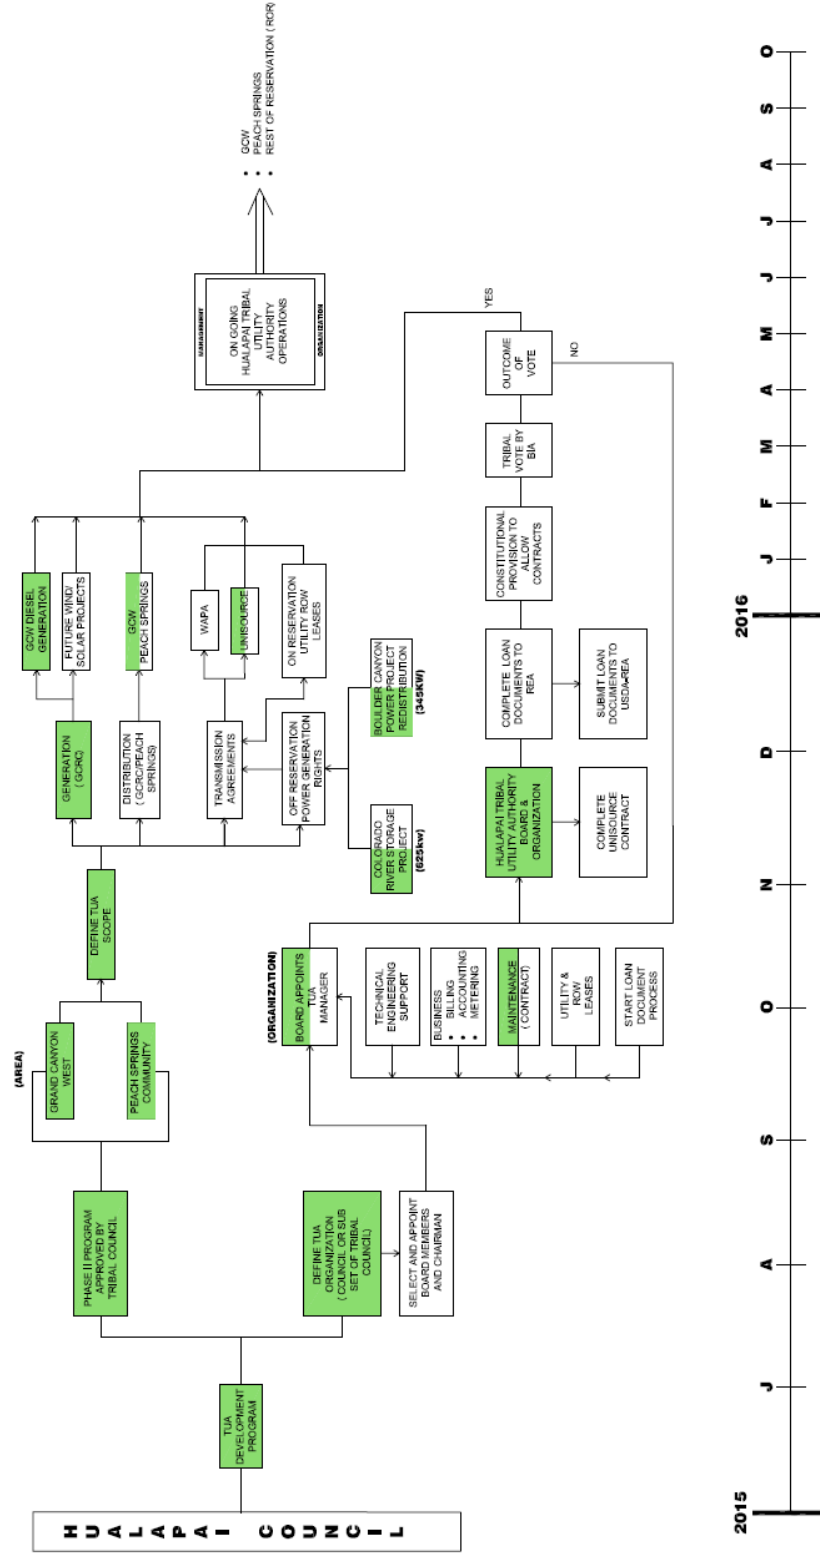 HUALAPAI COUNCIL
TUA
DEVELOPMENT
PROGRAM
PHASE II PROGRAM
APPROVED BY
TRIBAL COUNCIL
DEFINE TUA
ORGANIZATION
( COUNCIL OR SUB
SET OF TRIBAL
COUNCIL)
SELECT AND APPOINT
BOARD MEMBERS
AND CHAIRMAN
(AREA)
GRAND CANYON
WEST
PEACH SPRINGS
COMMUNITY
DEFINE TUA
SCOPE
(ORGANIZATION)
BOARD APPOINTS
TUA
MANAGER
TECHNICAL
ENGINEERING
SUPPORT
BUSINESS
• BILLING
• ACCOUNTING
• METERING
MAINTENANCE
( CONTRACT)
UTILITY &
ROW
LEASES
START LOAN
DOCUMENT
PROCESS
GENERATION
( GCRC)
DISTRIBUTION
( GCRC/PEACH
SPRINGS)
TRANSMISSION
AGREEMENTS
OFF RESERVATION
POWER GENERATION
RIGHTS
COLORADO
RIVER STORAGE
PROJECT
(625kw)
BOULDER CANYON
POWER PROJECT
REDISTRIBUTION
(345KW)
GCW DIESEL
GENERATION
FUTURE WIND/
SOLAR PROJECTS
GCW
PEACH SPRINGS
WAPA
UNISOURCE
ON RESERVATION
UTILITY ROW
LEASES
HUALAPAI TRIBAL
UTILITY AUTHORITY
BOARD &
ORGANIZATION
COMPLETE
UNISOURCE
CONTRACT
COMPLETE LOAN
DOCUMENTS TO
REA
SUBMIT LOAN
DOCUMENTS TO
USDA-REA
CONSTITUTIONAL
PROVISION TO
ALLOW
CONTRACTS
TRIBAL
VOTE BY
BIA
OUTCOME
OF
VOTE
YES
NO
MANAGEMENT
ON GOING
HUALAPAI TRIBAL
UTILITY
AUTHORITY
OPERATIONS
ORGANIZATION
• GCW
• PEACH SPRINGS
• REST OF RESERVATION ( ROR)
2015
J A S O N D
2016
J F M A M J J A S O